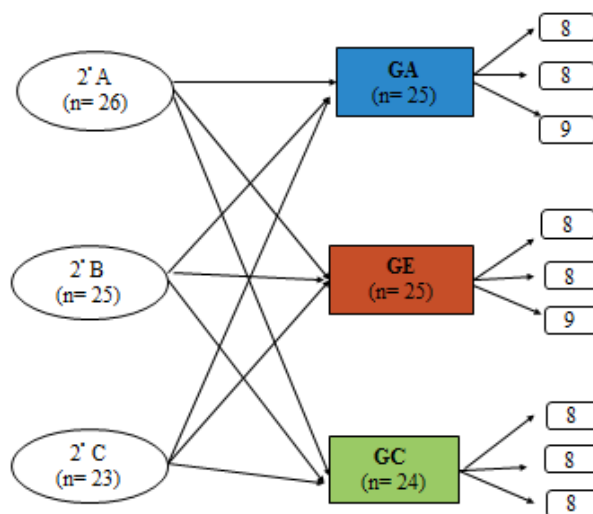 2° A
(n= 26)
GA
(n= 25)
8
8
9
2° B
(n= 25)
GE
(n= 25)
8
8
9
2° C
(n= 23)
GC
(n= 24)
8
8
8